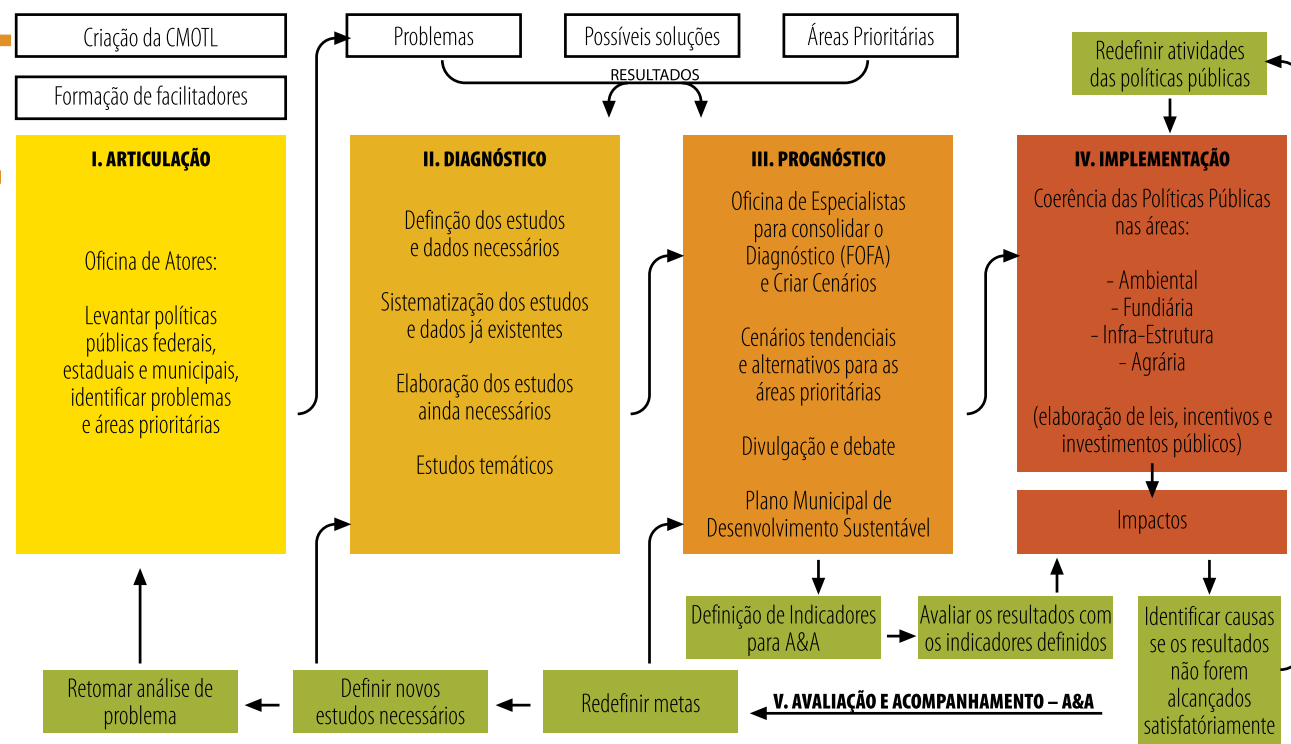 Criação da CMOTL
Formação de facilitadores
Problemas
Possíveis soluções
Áreas Prioritárias
RESULTADOS
Redefinir atividades
das políticas públicas
I. ARTICULAÇÃO
Oficina de Atores:
Levantar políticas
públicas federais,
estaduais e municipais,
identificar problemas
e áreas prioritárias
II. DIAGNÓSTICO
Definção dos estudos
e dados necessários
Sistematização dos estudos
e dados já existentes
Elaboração dos estudos
ainda necessários
Estudos temáticos
III. PROGNÓSTICO
Oficina de Especialistas
para consolidar o
Diagnóstico (FOFA)
e Criar Cenários
Cenários tendenciais
e alternativos para as
áreas prioritárias
Divulgação e debate
Plano Municipal de
Desenvolvimento Sustentável
IV. IMPLEMENTAÇÃO
Coerência das Políticas Públicas
nas áreas:
- Ambiental
- Fundiária
- Infra-Estrutura
- Agrária
(elaboração de leis, incentivos e
investimentos públicos)
Impactos
Definição de Indicadores
para A&A
Avaliar os resultados com
os indicadores definidos
Identificar causas
se os resultados
não forem
alcançados
satisfatóriamente
V. AVALIAÇÃO E ACOMPANHAMENTO – A&A
Redefinir metas
Definir novos
estudos necessários
Retomar análise de
problema